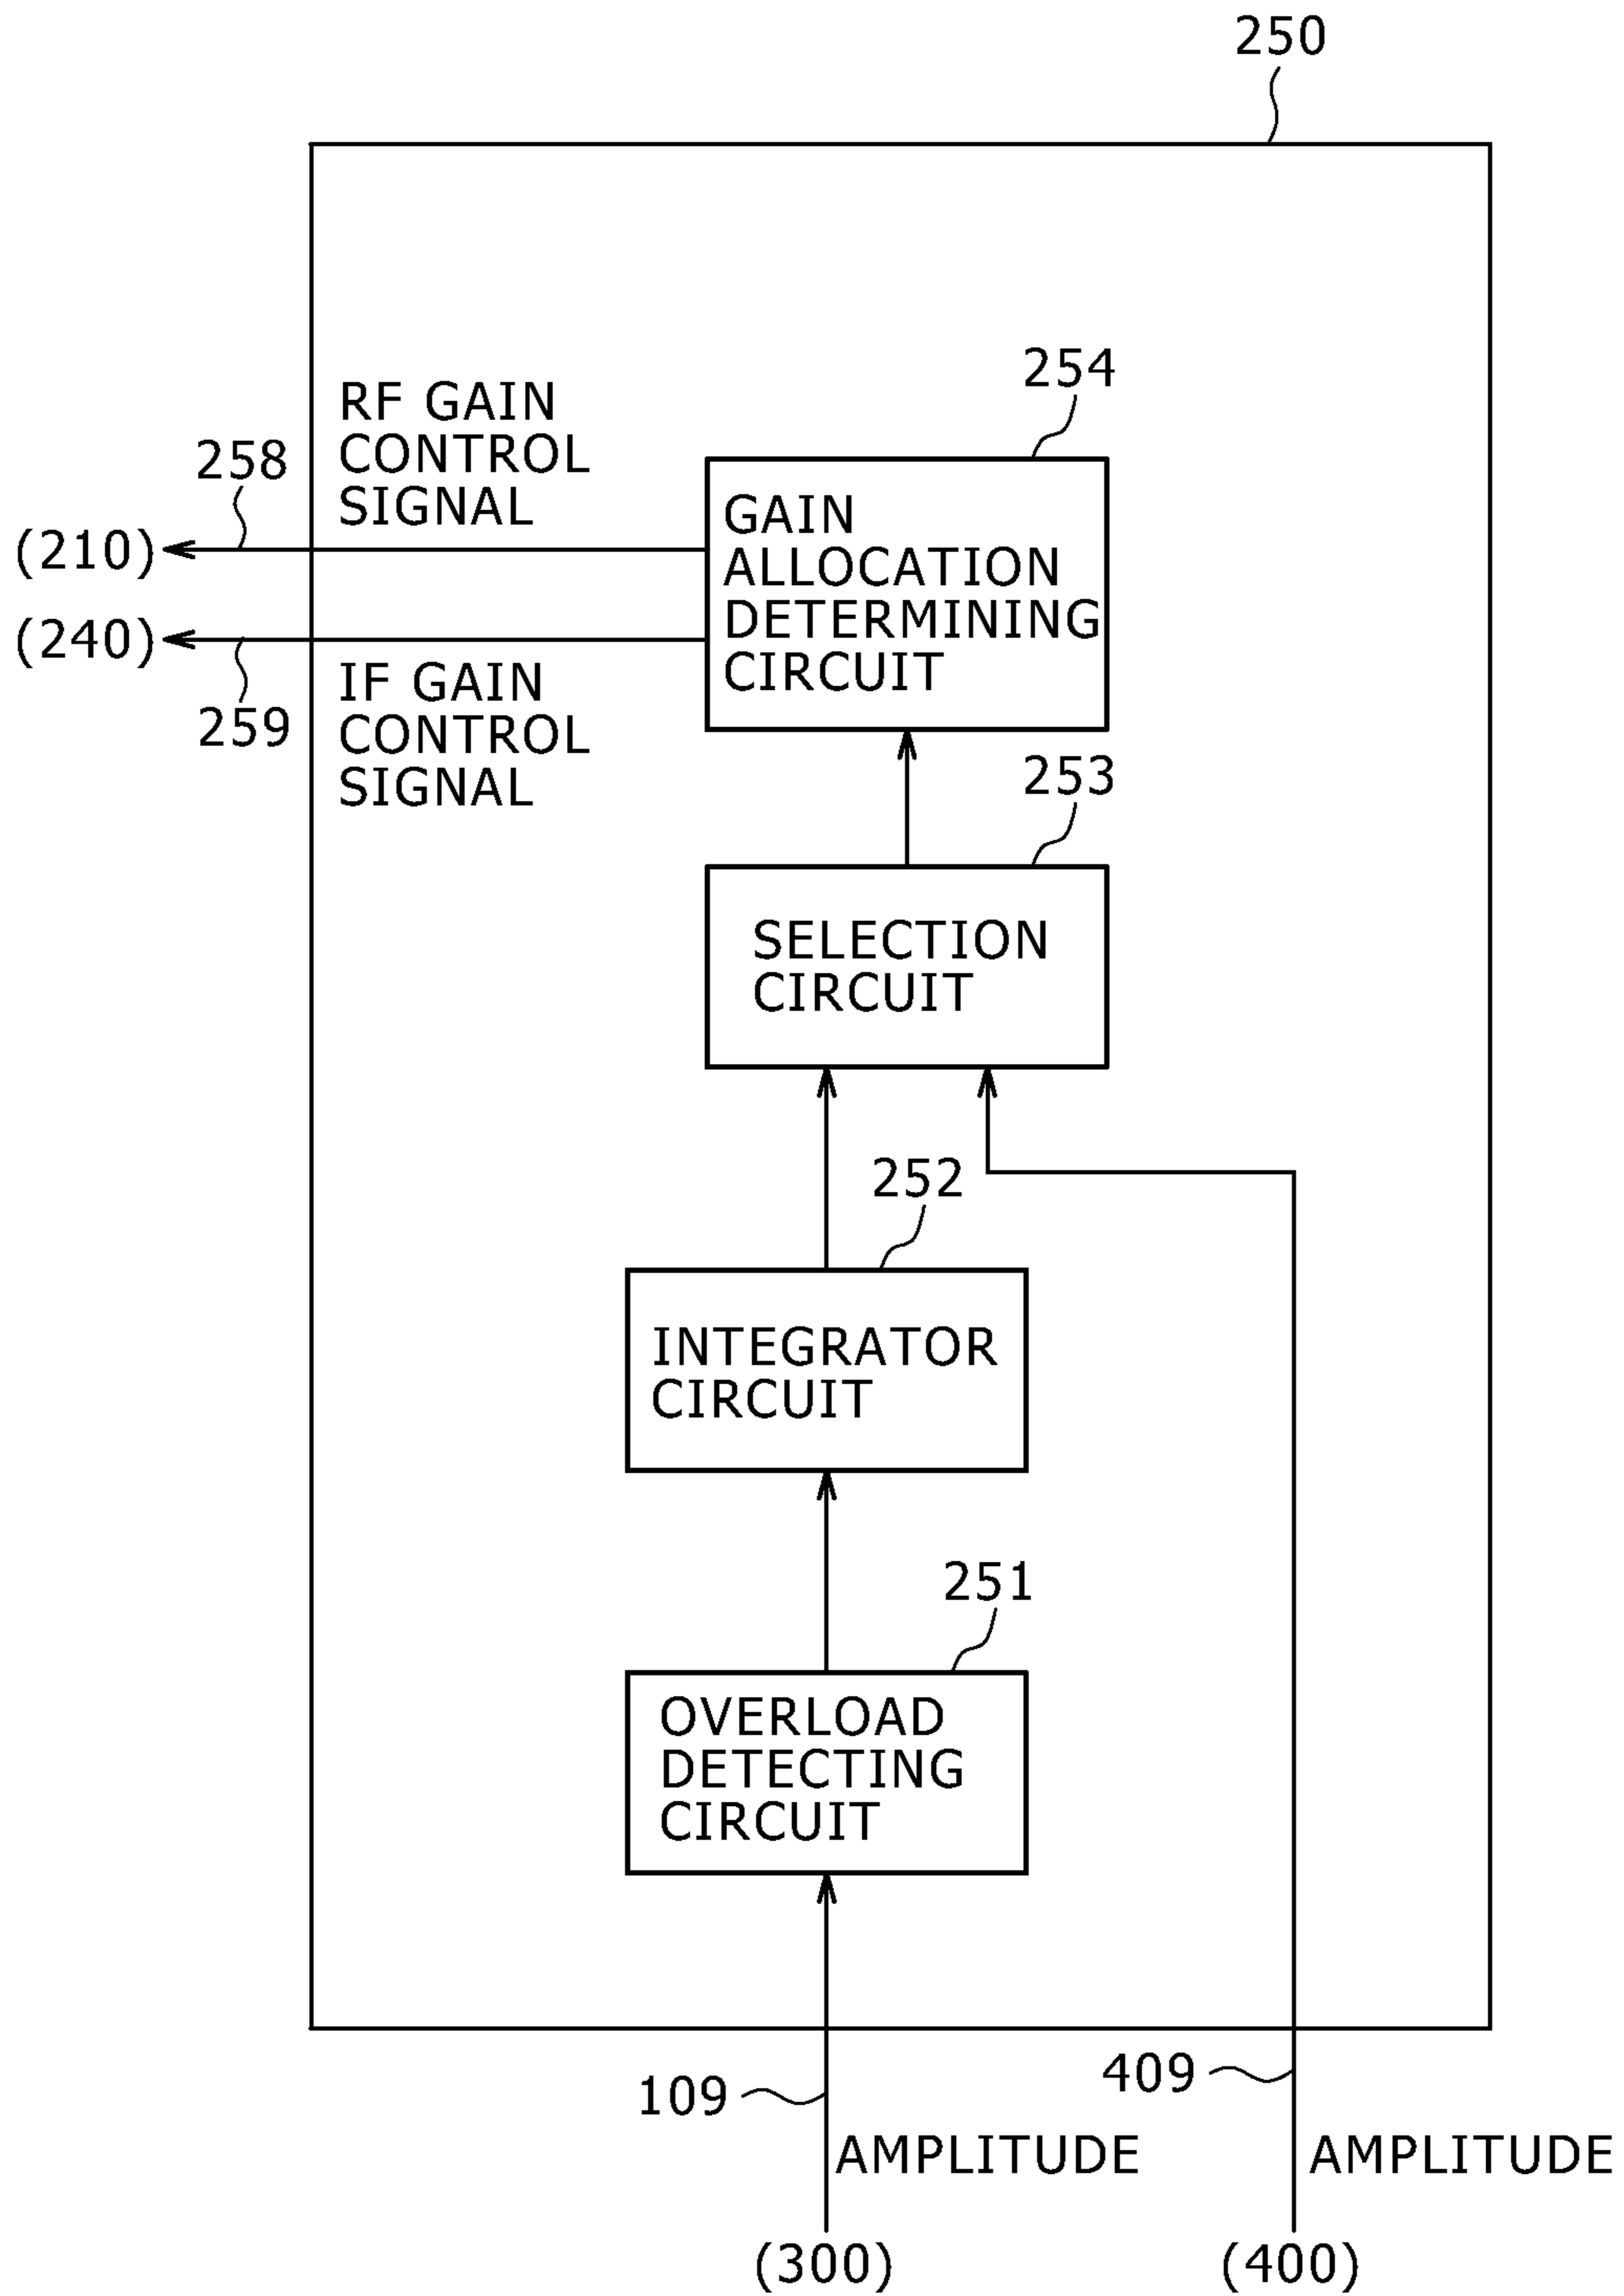 250
254
RF GAIN
CONTROL
SIGNAL
258
(210)
GAIN
ALLOCATION
DETERMINING
CIRCUIT
(240)
259
IF GAIN
CONTROL
SIGNAL
253
SELECTION
CIRCUIT
252
INTEGRATOR
CIRCUIT
251
OVERLOAD
DETECTING
CIRCUIT
109
409
AMPLITUDE
AMPLITUDE
(300)
(400)